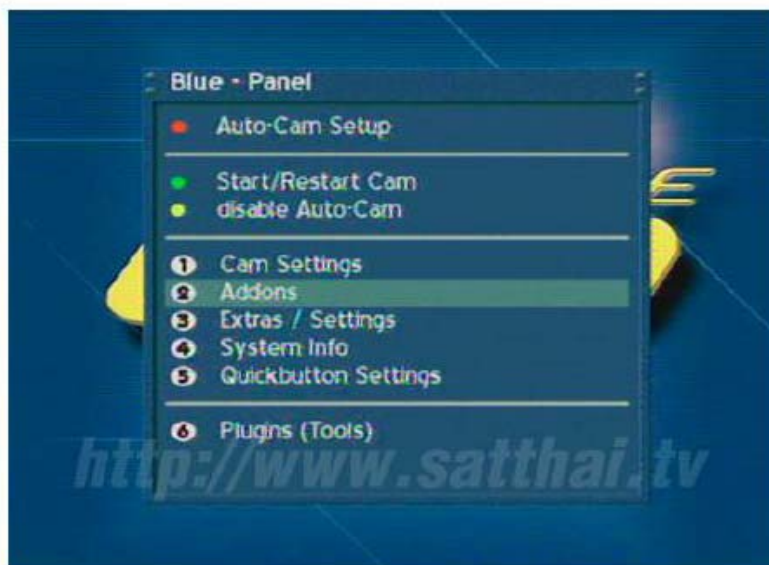 Blue - Panel
Auto-Cam Setup
Start/Restart Cam
disable Auto-Cam
1 Cam Settings
2 Addons
3 Extras / Settings
4 System Info
5 Quickbutton Settings
6 Plugins (Tools)
http://www.satthai.tv